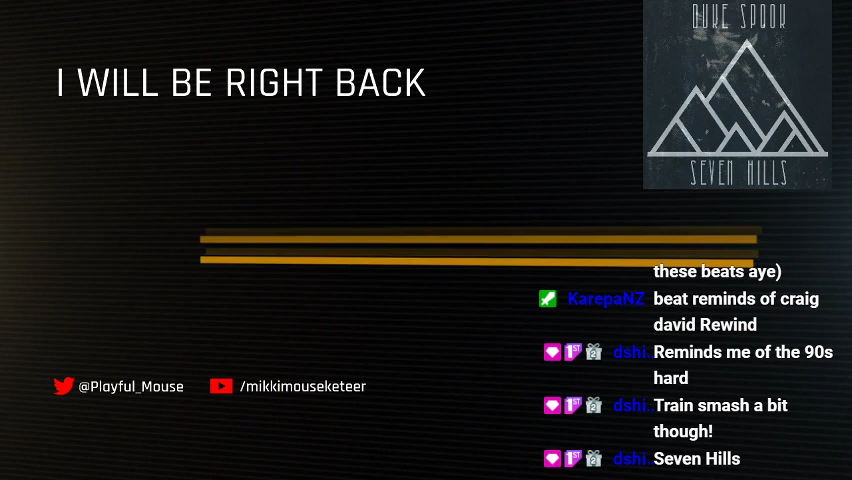 DUKE SPOOK
I WILL BE RIGHT BACK
SEVEN HILLS
these beats aye)
KarepaNZ beat reminds of craig
david Rewind
dshi.. Reminds me of the 90s
hard
@Playful_Mouse /mikkimouseketeer
dshi.. Train smash a bit
though!
dshi.. Seven Hills